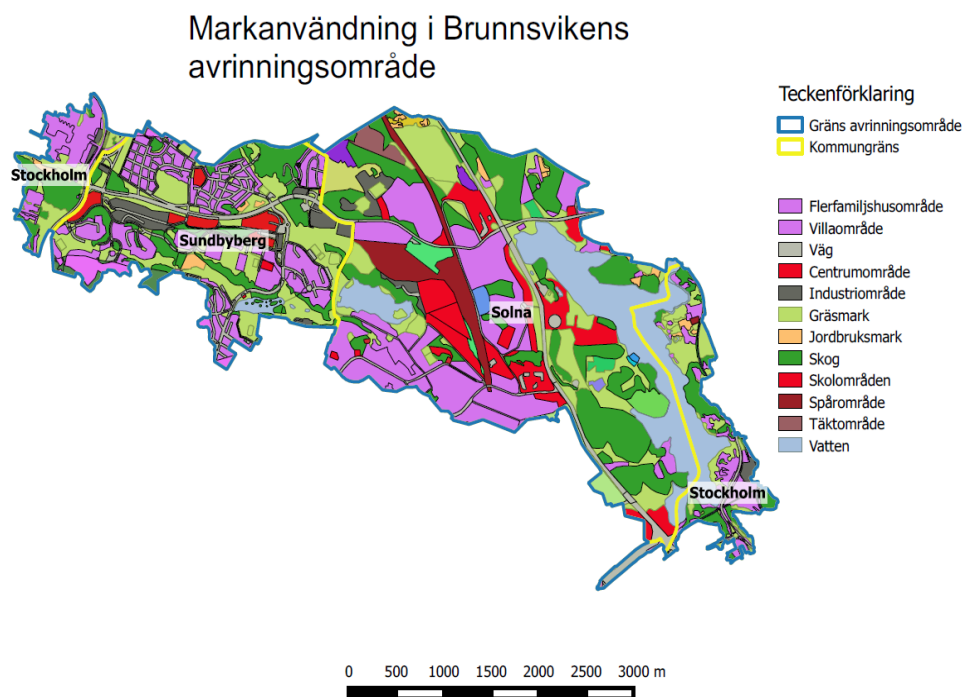 Markanvändning i Brunnsvikens
avrinningsområde
Teckenförklaring
Gräns avrinningsområde
Kommungräns
Flerfamiljshusområde
Villaområde
Väg
Centrumområde
Industriområde
Gräsmark
Jordbruksmark
Skog
Skolområden
Spårområde
Täktområde
Vatten
Stockholm
Sundbyberg
Solna
Stockholm
0 500 1000 1500 2000 2500 3000 m